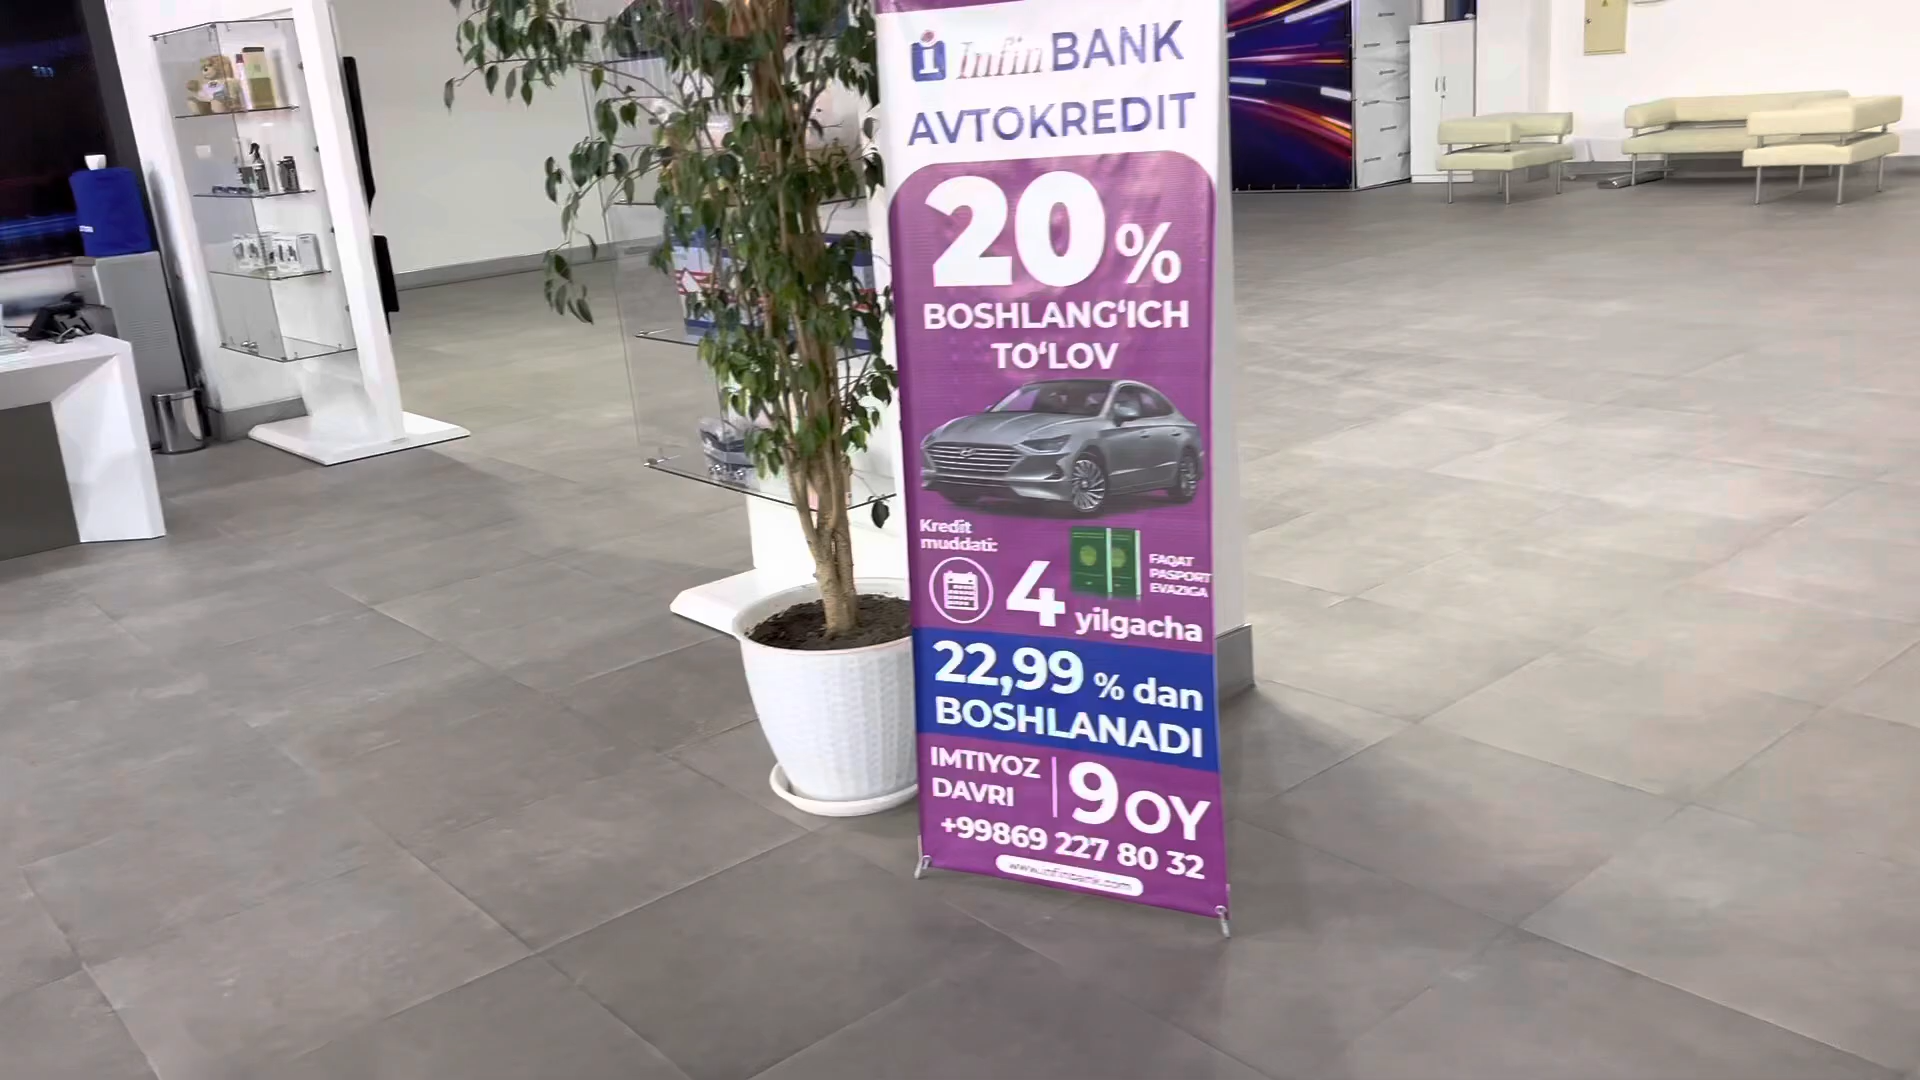 InfinBANK
AVTOKREDIT
20%
BOSHLANG‘ICH
TO‘LOV
Kredit
muddati:
4 yilgacha
FAQAT
PASPORT
EVAZIGA
22,99 % dan
BOSHLANADI
IMTIYOZ
DAVRI
9 OY
+99869 227 80 32
www.infinbank.com